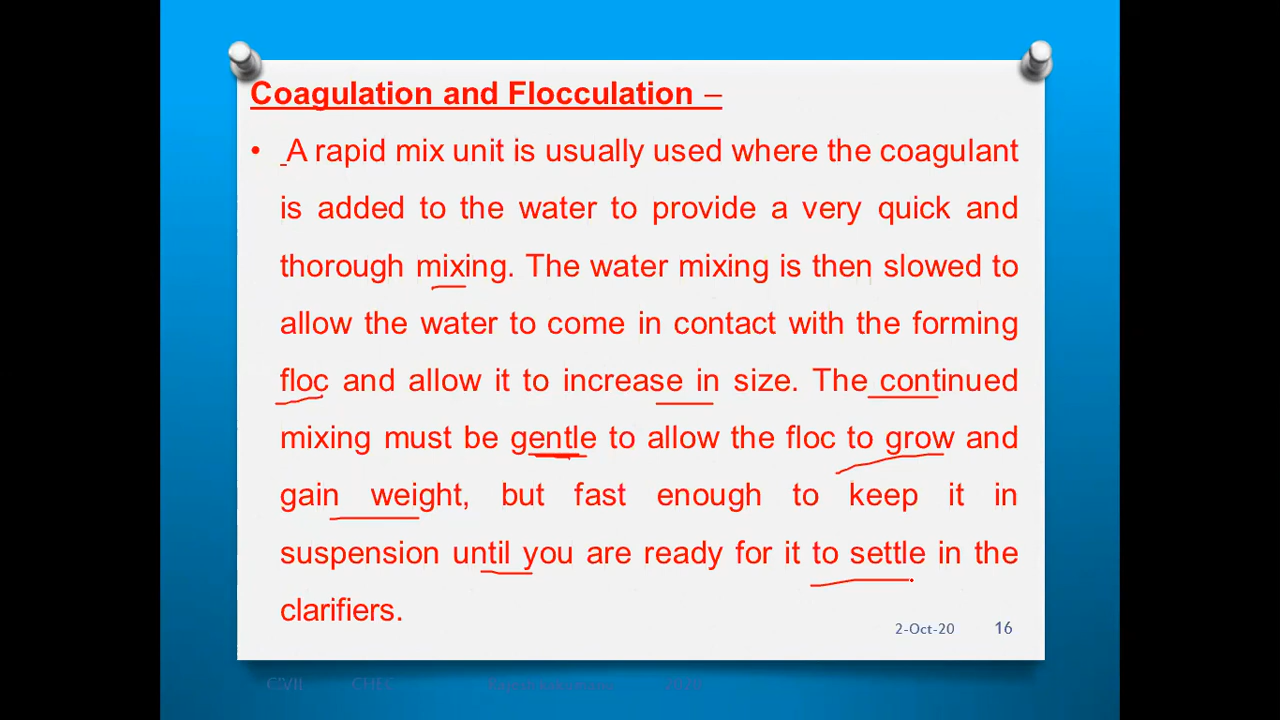 Coagulation and Flocculation –
• A rapid mix unit is usually used where the coagulant
is added to the water to provide a very quick and
thorough mixing. The water mixing is then slowed to
allow the water to come in contact with the forming
floc and allow it to increase in size. The continued
mixing must be gentle to allow the floc to grow and
gain weight, but fast enough to keep it in
suspension until you are ready for it to settle in the
clarifiers.
2-Oct-20 16